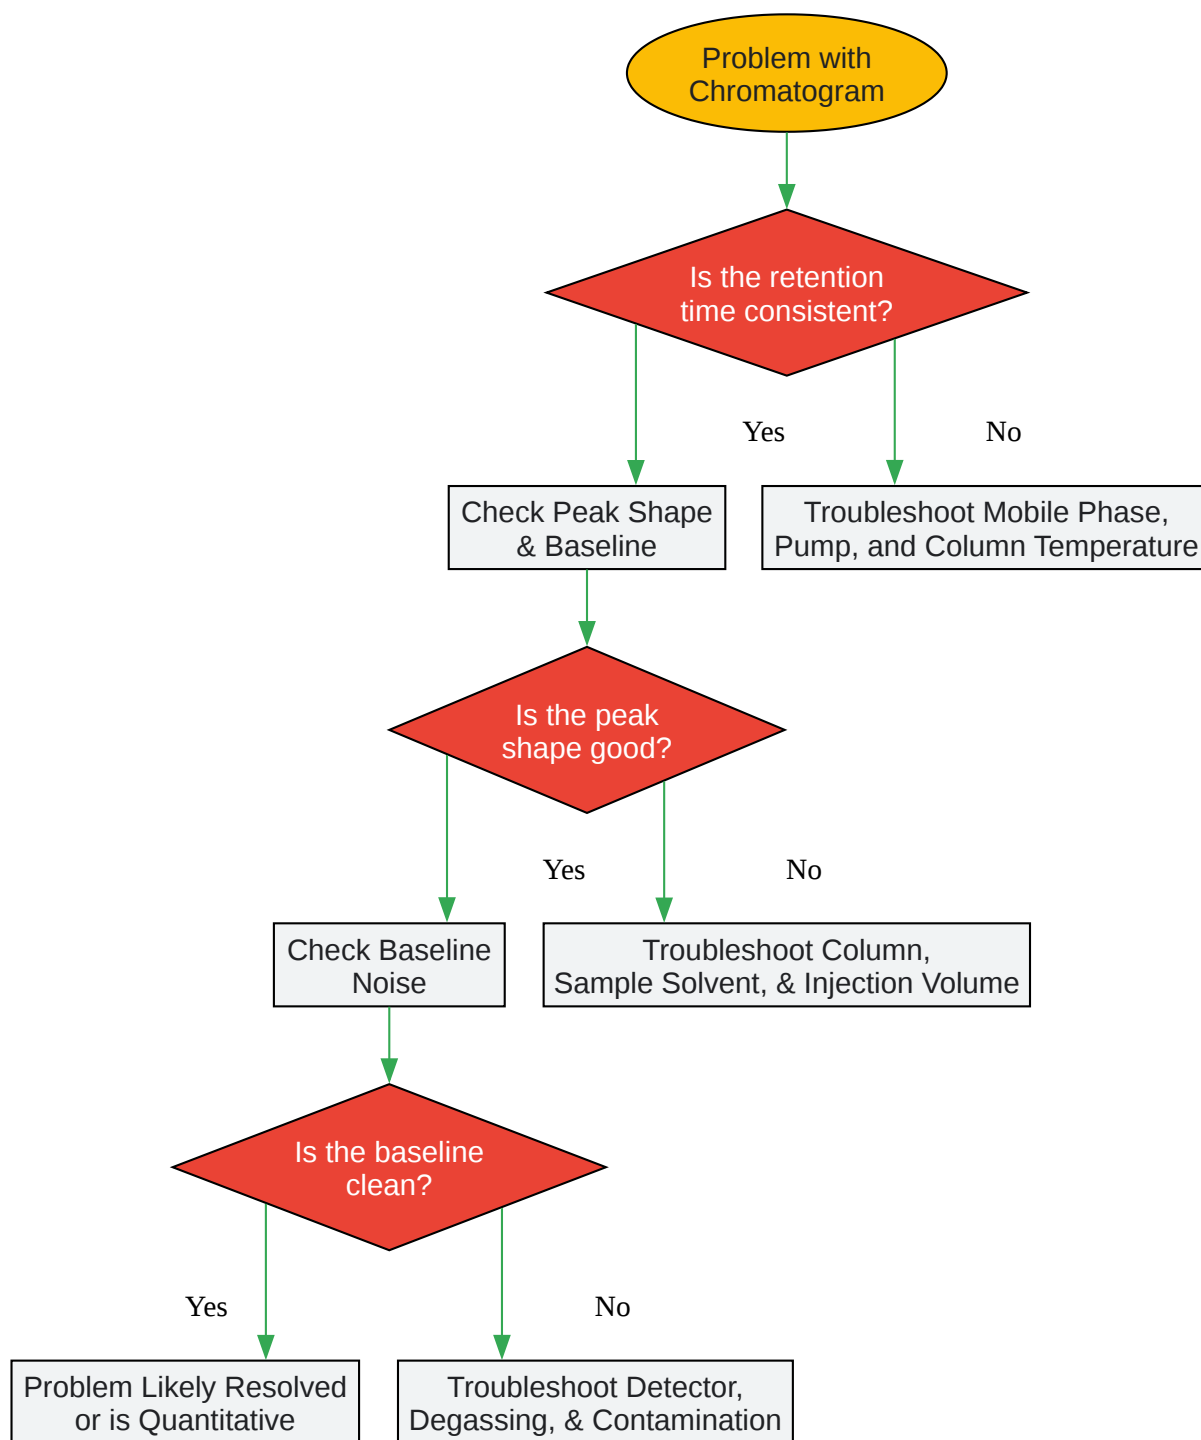 Problem with
Chromatogram
Is the retention
time consistent?
Yes
No
Check Peak Shape
& Baseline
Troubleshoot Mobile Phase,
Pump, and Column Temperature
Is the peak
shape good?
Yes
No
Check Baseline
Noise
Troubleshoot Column,
Sample Solvent, & Injection Volume
Is the baseline
clean?
Yes
No
Problem Likely Resolved
or is Quantitative
Troubleshoot Detector,
Degassing, & Contamination